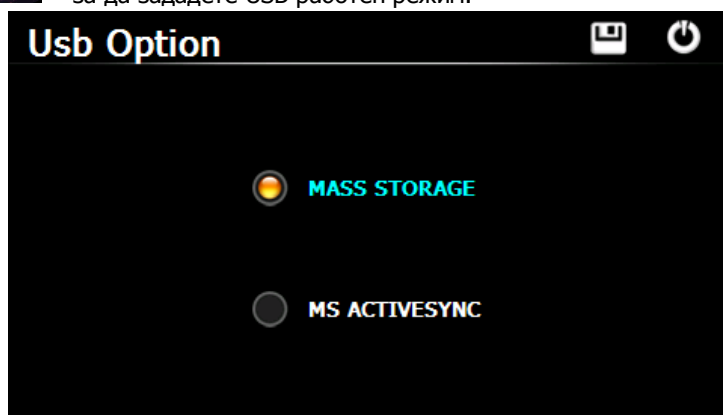 за да зададете USB работен режим.
Usb Option
MASS STORAGE
MS ACTIVESYNC